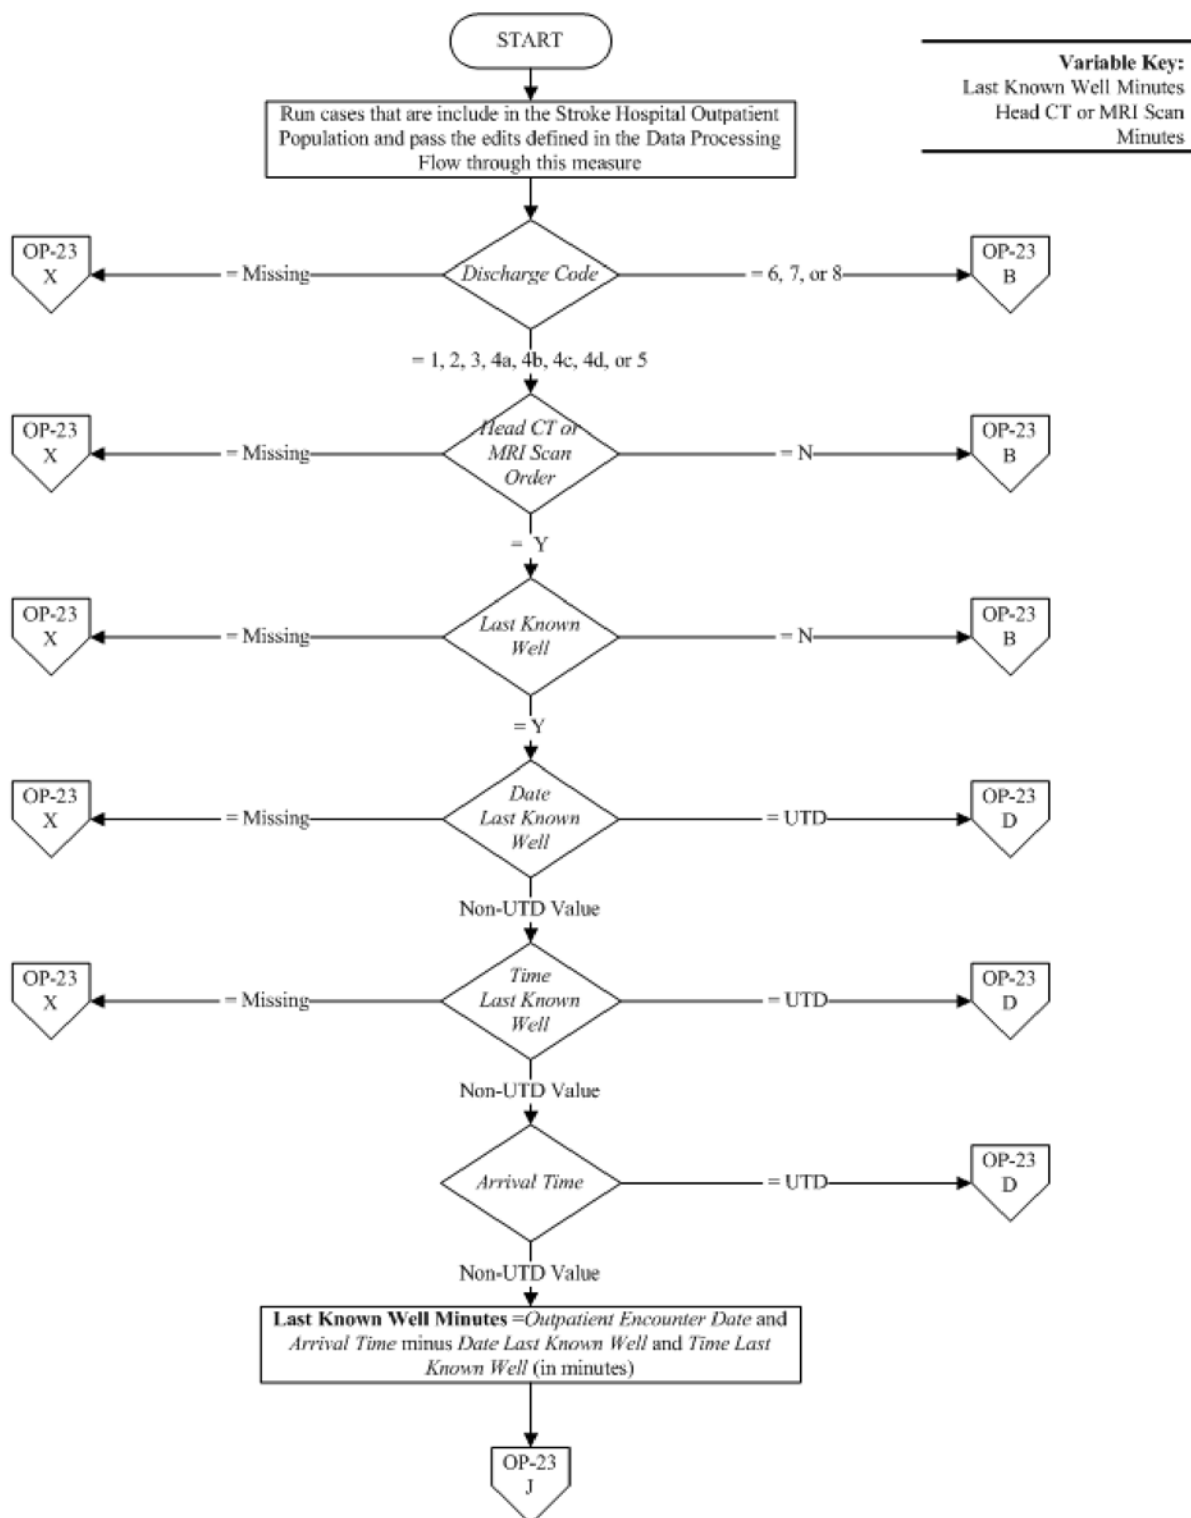 START
Variable Key:
Last Known Well Minutes
Head CT or MRI Scan
Minutes
Run cases that are include in the Stroke Hospital Outpatient
Population and pass the edits defined in the Data Processing
Flow through this measure
OP-23
X
= Missing
Discharge Code
= 6, 7, or 8
OP-23
B
= 1, 2, 3, 4a, 4b, 4c, 4d, or 5
OP-23
X
= Missing
Head CT or
MRI Scan
Order
= N
OP-23
B
= Y
OP-23
X
= Missing
Last Known
Well
= N
OP-23
B
= Y
OP-23
X
= Missing
Date
Last Known
Well
= UTD
OP-23
D
Non-UTD Value
OP-23
X
= Missing
Time
Last Known
Well
= UTD
OP-23
D
Non-UTD Value
Arrival Time
= UTD
OP-23
D
Non-UTD Value
Last Known Well Minutes =Outpatient Encounter Date and
Arrival Time minus Date Last Known Well and Time Last
Known Well (in minutes)
OP-23
J